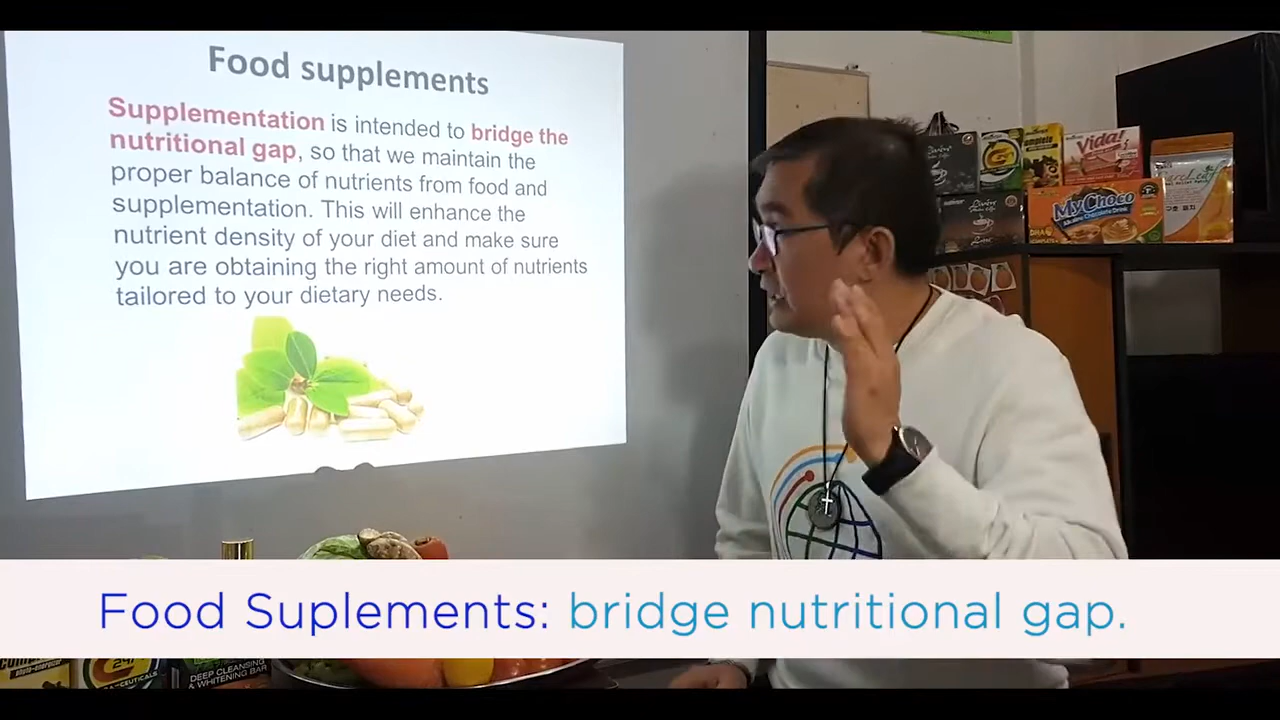 Food supplements
Supplementation is intended to bridge the
nutritional gap, so that we maintain the
proper balance of nutrients from food and
supplementation. This will enhance the
nutrient density of your diet and make sure
you are obtaining the right amount of nutrients
tailored to your dietary needs.
Vida!
My Choco
Food Suplements: bridge nutritional gap.
DEEP CLEANSING
& WHITENING BAR